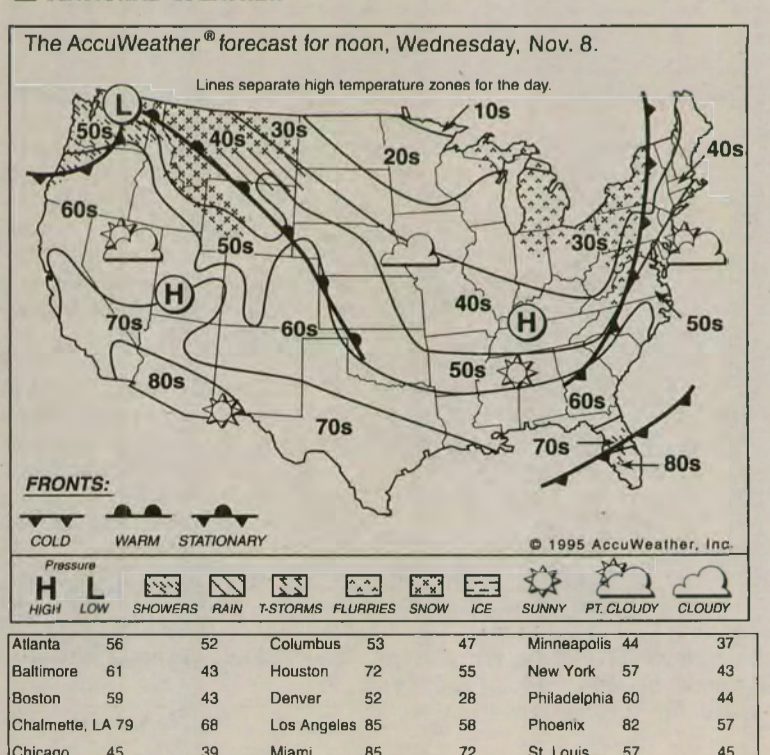 The AccuWeather® forecast for noon, Wednesday, Nov. 8.
Lines separate high temperature zones for the day.
L
50s
40s
30s
10s
20s
40s
60s
50s
30s
H
70s
60s
40s
H
50s
80s
50s
60s
70s
70s
80s
FRONTS:
COLD WARM STATIONARY
© 1995 AccuWeather, Inc.
Pressure
H L
HIGH LOW SHOWERS RAIN T-STORMS FLURRIES SNOW ICE SUNNY PT. CLOUDY CLOUDY
Atlanta 56 52 Columbus 53 47 Minneapolis 44 37
Baltimore 61 43 Houston 72 55 New York 57 43
Boston 59 43 Denver 52 28 Philadelphia 60 44
Chalmette, LA 79 68 Los Angeles 85 58 Phoenix 82 57
Chicago 45 39 Miami 85 72 St. Louis 57 45